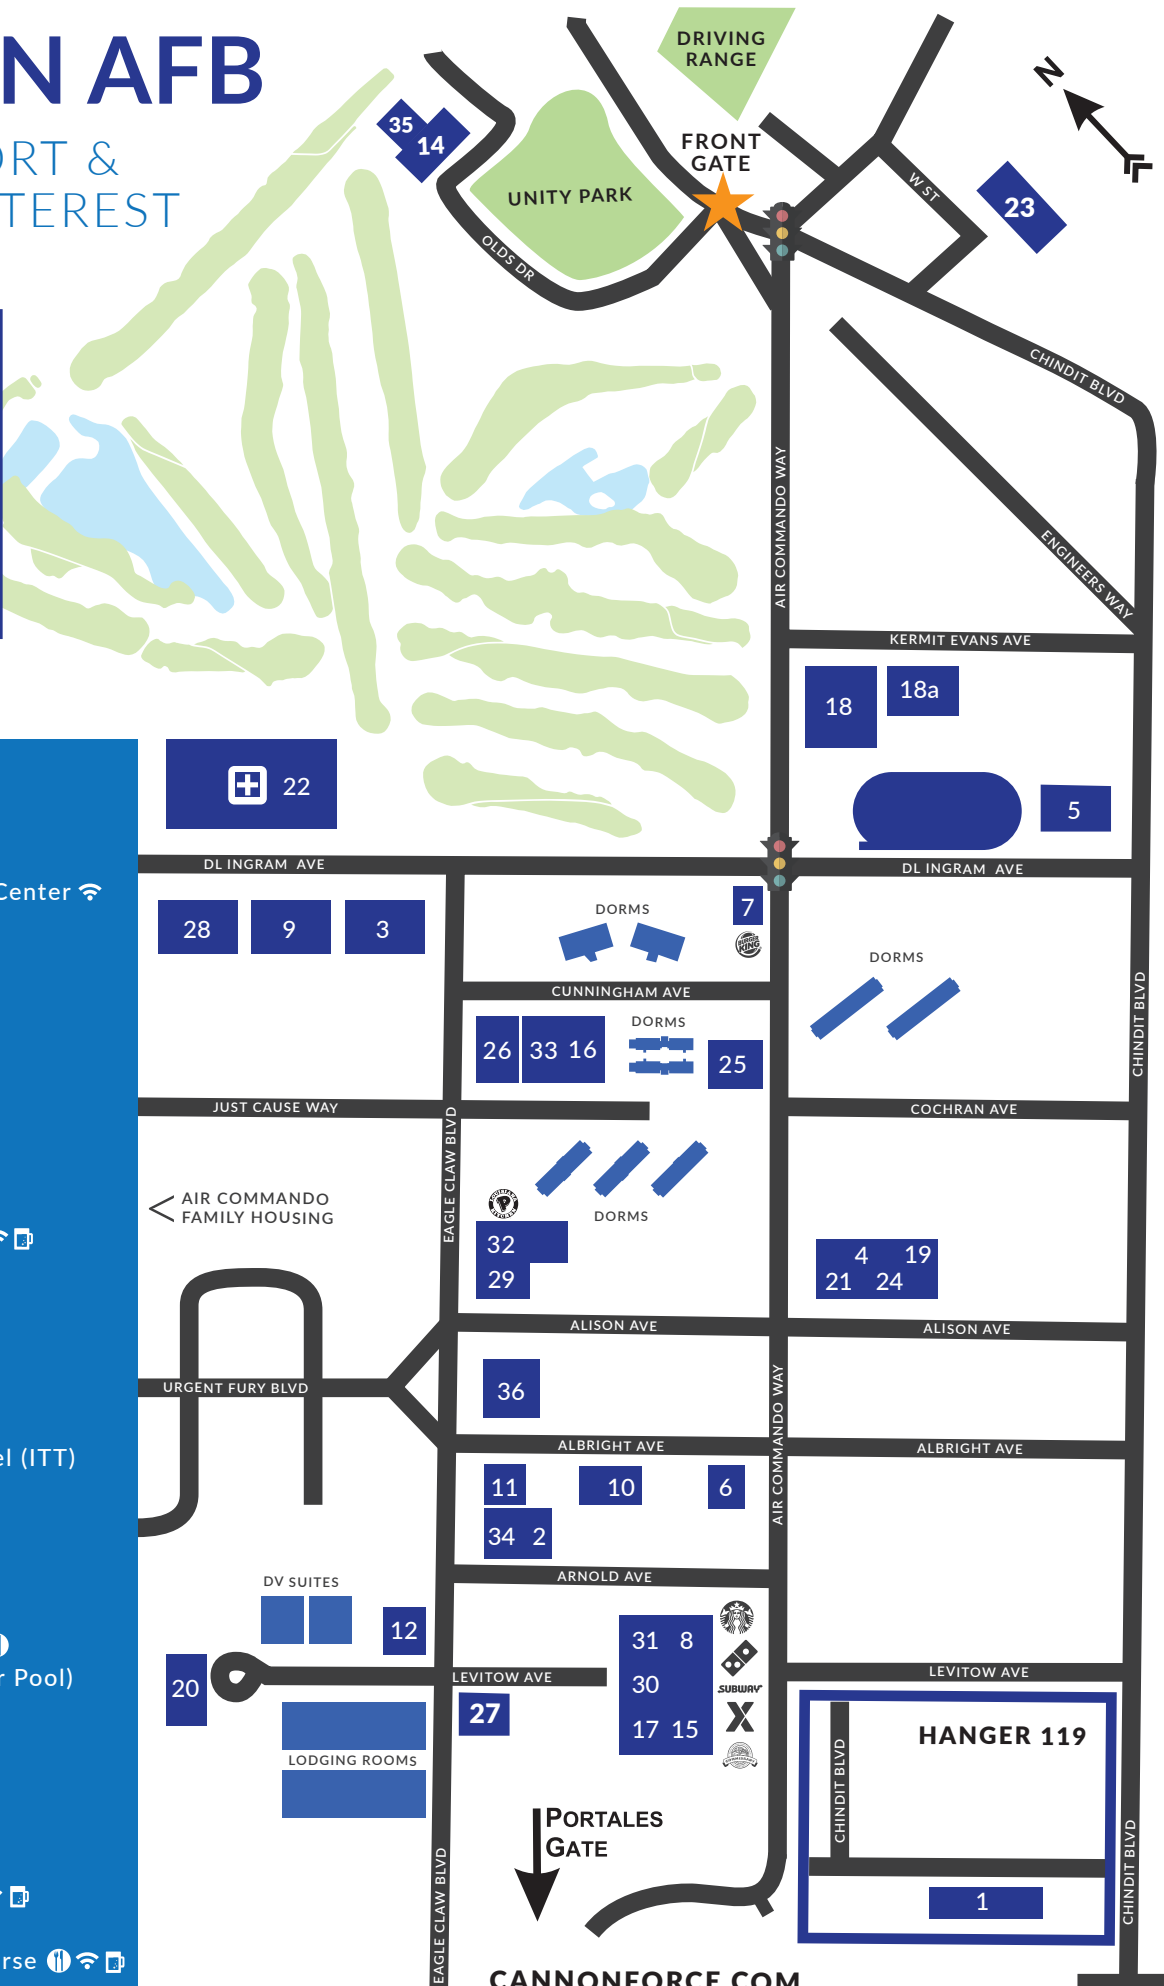 N AFB
ORT &
TEREST
DRIVING
RANGE
N
35
14
FRONT
GATE
UNITY PARK
W ST
23
OLDS DR
CHINDIT BLVD
AIR COMMANDO WAY
ENGINEERS WAY
KERMIT EVANS AVE
18
18a
22
5
DL INGRAM AVE
DL INGRAM AVE
Center
28
9
3
DORMS
7
BURGER
KING
DORMS
CUNNINGHAM AVE
CHINDIT BLVD
26
33
16
DORMS
25
JUST CAUSE WAY
COCHRAN AVE
EAGLE CLAW BLVD
AIR COMMANDO
FAMILY HOUSING
LOUISIANA
KITCHEN
DORMS
32
29
4
19
21
24
ALISON AVE
ALISON AVE
URGENT FURY BLVD
36
AIR COMMANDO WAY
ALBRIGHT AVE
ALBRIGHT AVE
el (ITT)
11
10
6
34
2
ARNOLD AVE
DV SUITES
12
31
8
30
17
15
SUBWAY
r Pool)
LEVITOW AVE
LEVITOW AVE
20
27
LODGING ROOMS
HANGER 119
CHINDIT BLVD
PORTALES
GATE
EAGLE CLAW BLVD
CHINDIT BLVD
1
rse
CANNONFORCE.COM